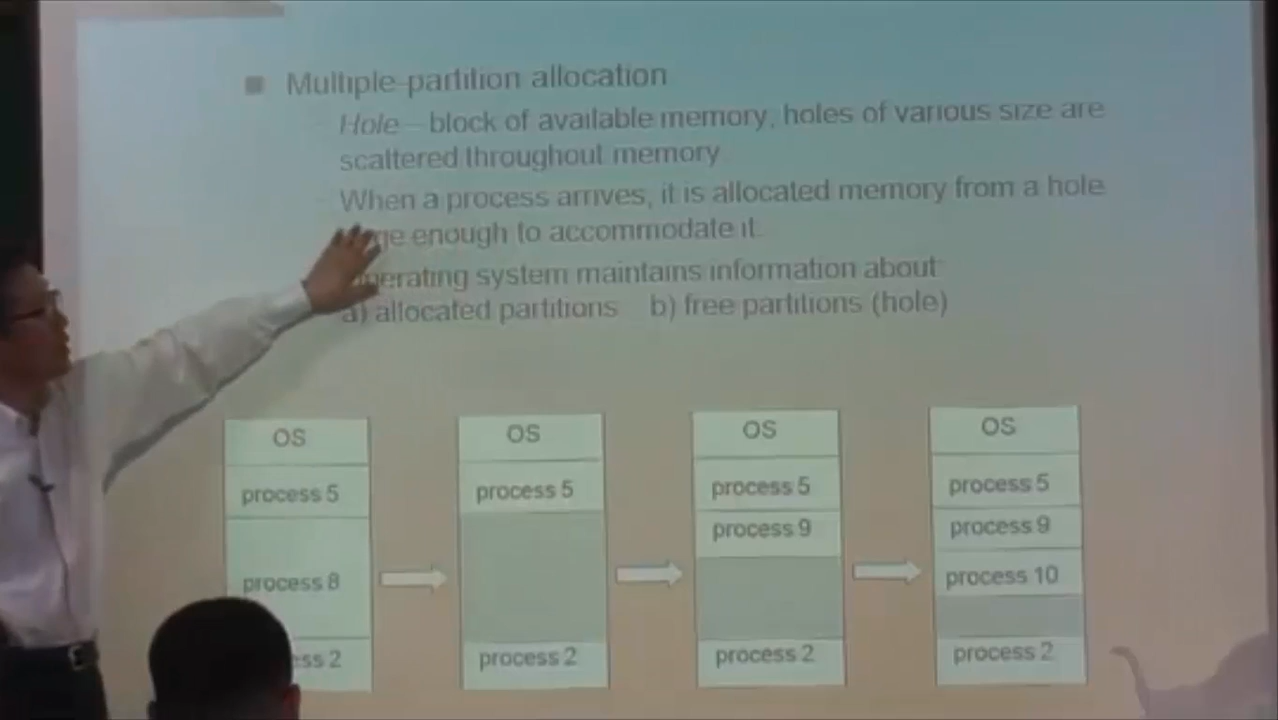 Multiple-partition allocation
Hole – block of available memory; holes of various size are
scattered throughout memory
When a process arrives, it is allocated memory from a hole
enough to accommodate it.
system maintains information about
a) allocated partitions b) free partitions (hole)
OS OS OS OS
process 5 process 5 process 5 process 5
process 9 process 9
process 8 process 10
2 process 2 process 2 process 2